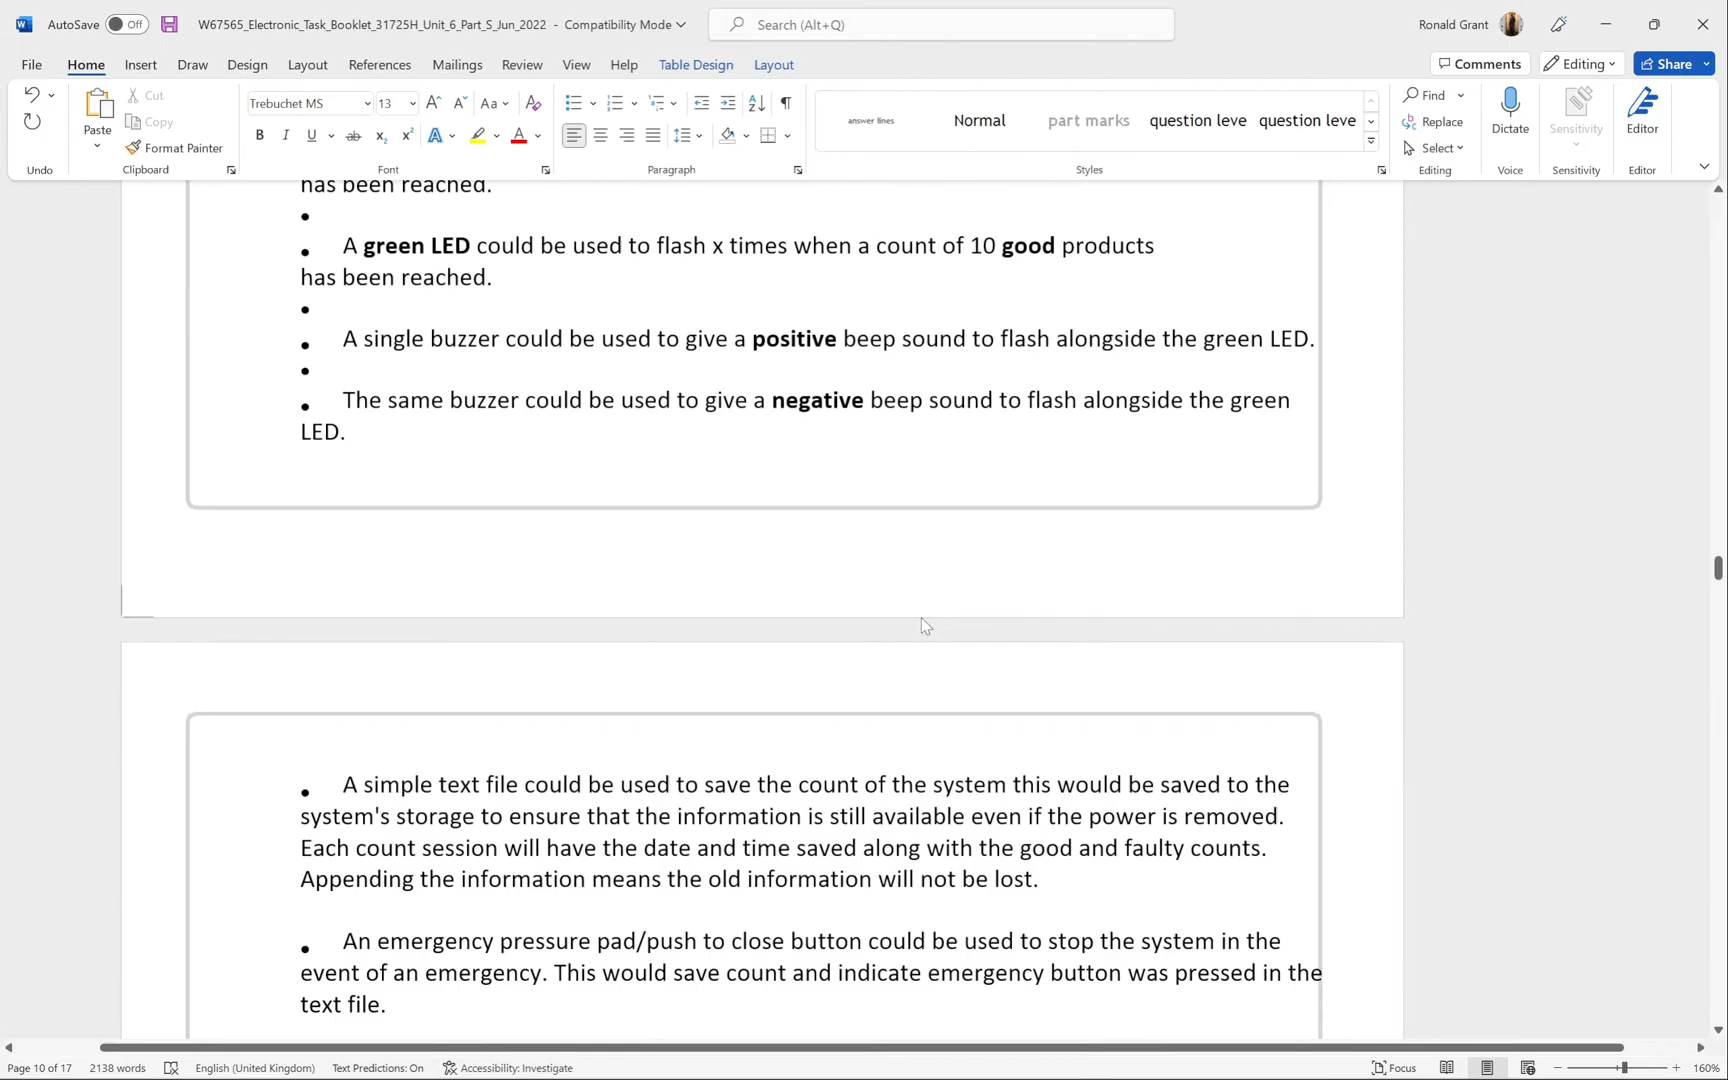 AutoSave Off W67565_Electronic_Task_Booklet_31725H_Unit_6_Part_S_Jun_2022 - Compatibility Mode Search (Alt+Q) Ronald Grant
File Home Insert Draw Design Layout References Mailings Review View Help Table Design Layout Comments Editing Share
Paste Cut
Copy
Format Painter
Trebuchet MS 13 Aa
B I U ab x₂ x² A A
answer lines Normal part marks question leve question leve
Find
Replace
Select
Dictate Sensitivity Editor
Undo Clipboard Font Paragraph Styles Editing Voice Sensitivity Editor
has been reached.
•
• A green LED could be used to flash x times when a count of 10 good products
has been reached.
•
• A single buzzer could be used to give a positive beep sound to flash alongside the green LED.
•
• The same buzzer could be used to give a negative beep sound to flash alongside the green
LED.
• A simple text file could be used to save the count of the system this would be saved to the
system's storage to ensure that the information is still available even if the power is removed.
Each count session will have the date and time saved along with the good and faulty counts.
Appending the information means the old information will not be lost.
• An emergency pressure pad/push to close button could be used to stop the system in the
event of an emergency. This would save count and indicate emergency button was pressed in the
text file.
Page 10 of 17 2138 words English (United Kingdom) Text Predictions: On Accessibility: Investigate Focus 160%